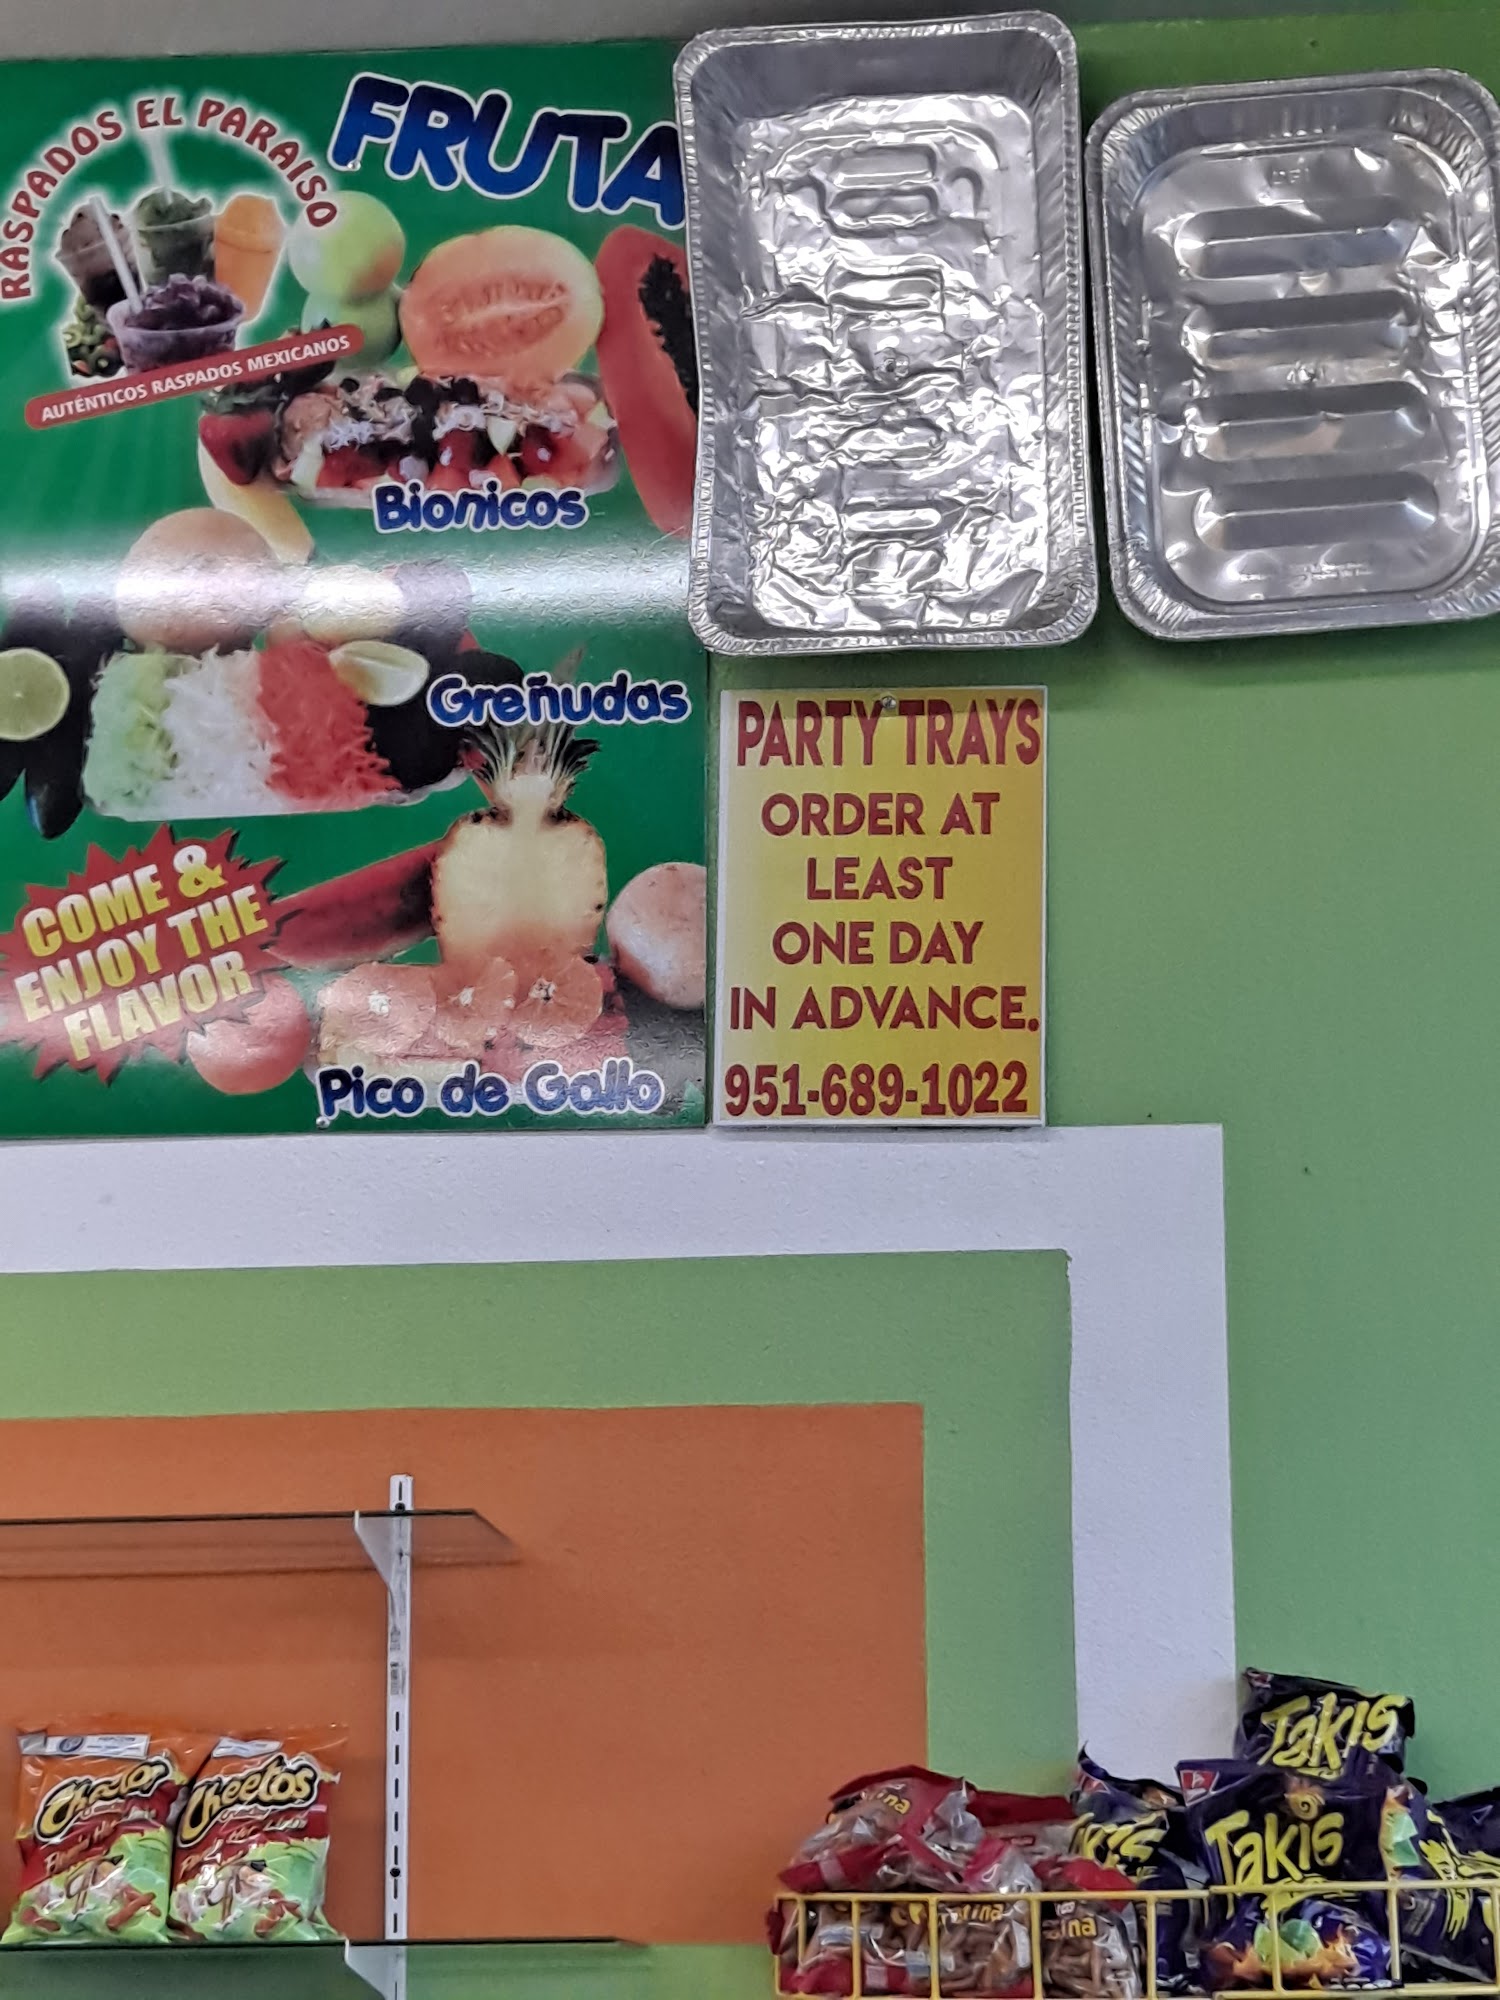 RASPADOS EL PARAISO
AUTÉNTICOS RASPADOS MEXICANOS
FRUTA
Bionicos
Greñudas
COME &
ENJOY THE
FLAVOR
Pico de Gallo
PARTY TRAYS
ORDER AT
LEAST
ONE DAY
IN ADVANCE.
951-689-1022
Cheetos
Cheetos
Takis
Takis